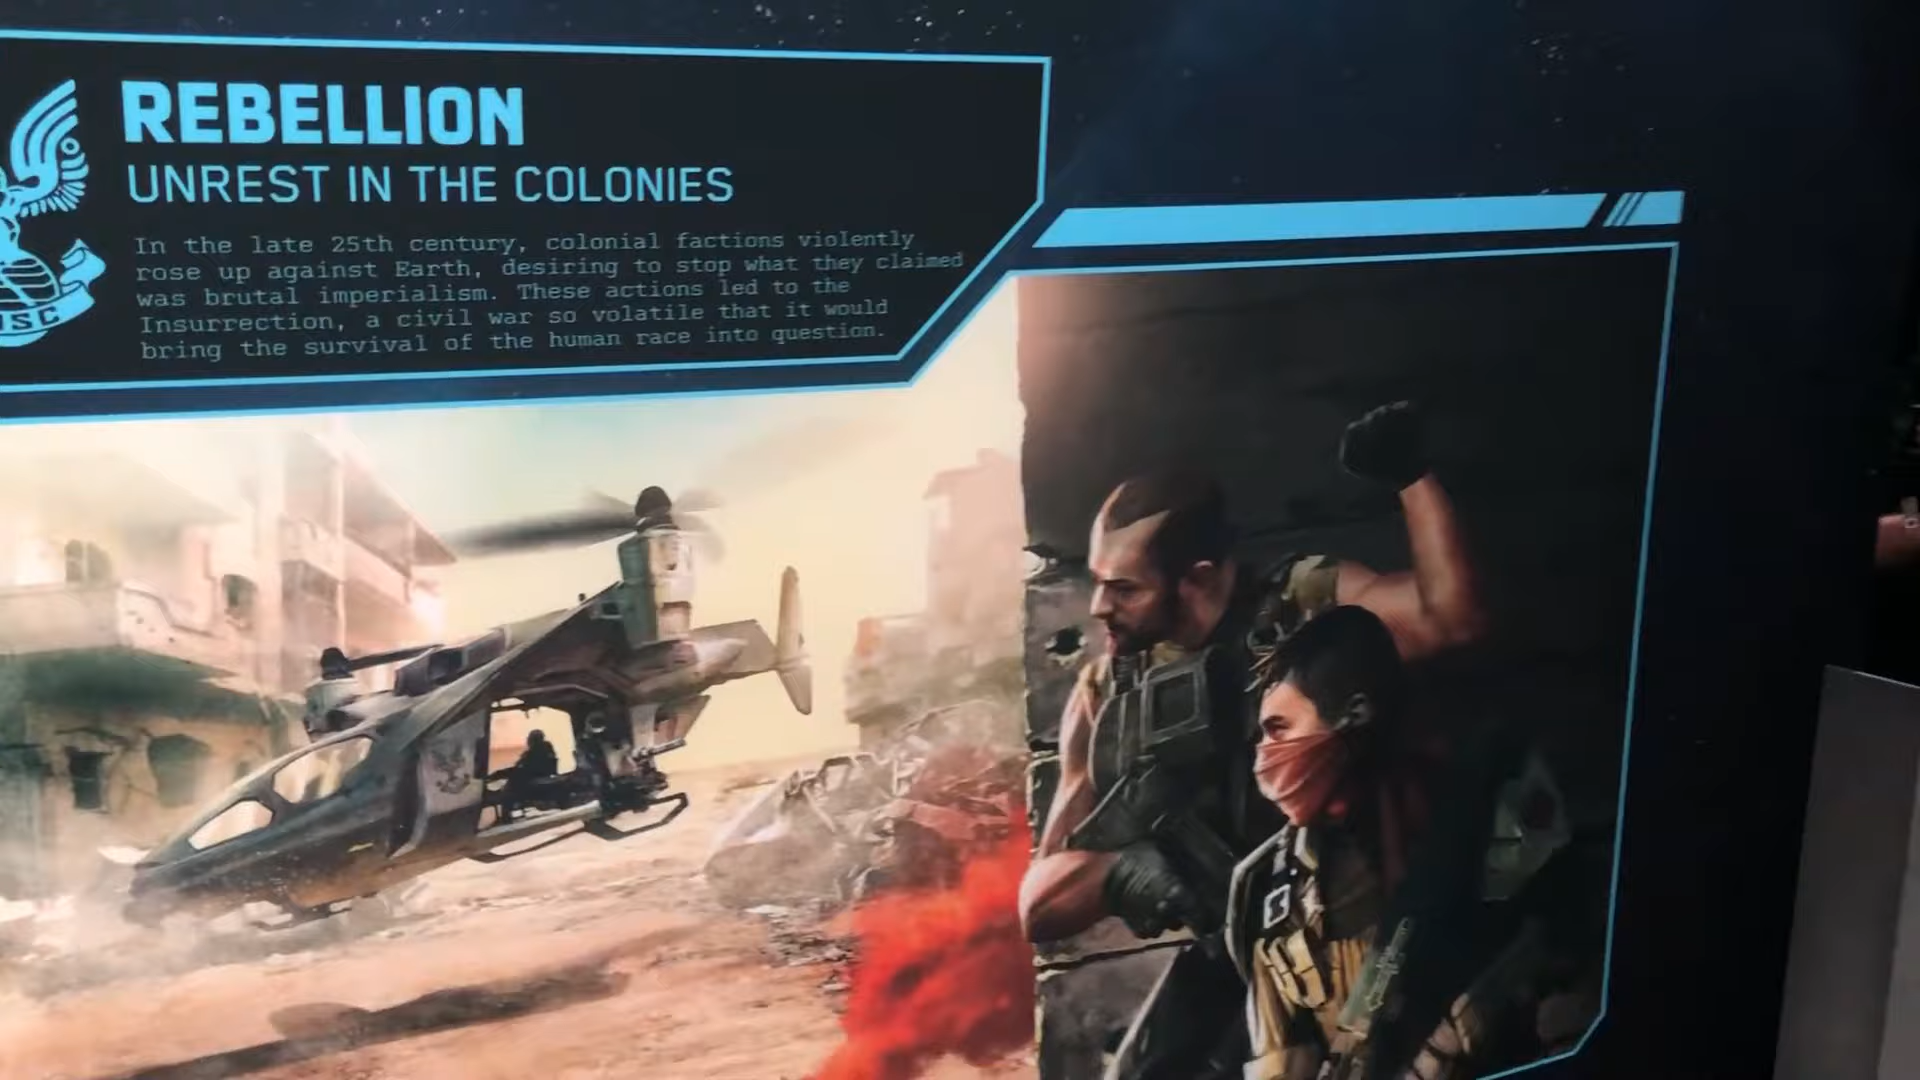 REBELLION
UNREST IN THE COLONIES
In the late 25th century, colonial factions violently
rose up against Earth, desiring to stop what they claimed
was brutal imperialism. These actions led to the
Insurrection, a civil war so volatile that it would
bring the survival of the human race into question.